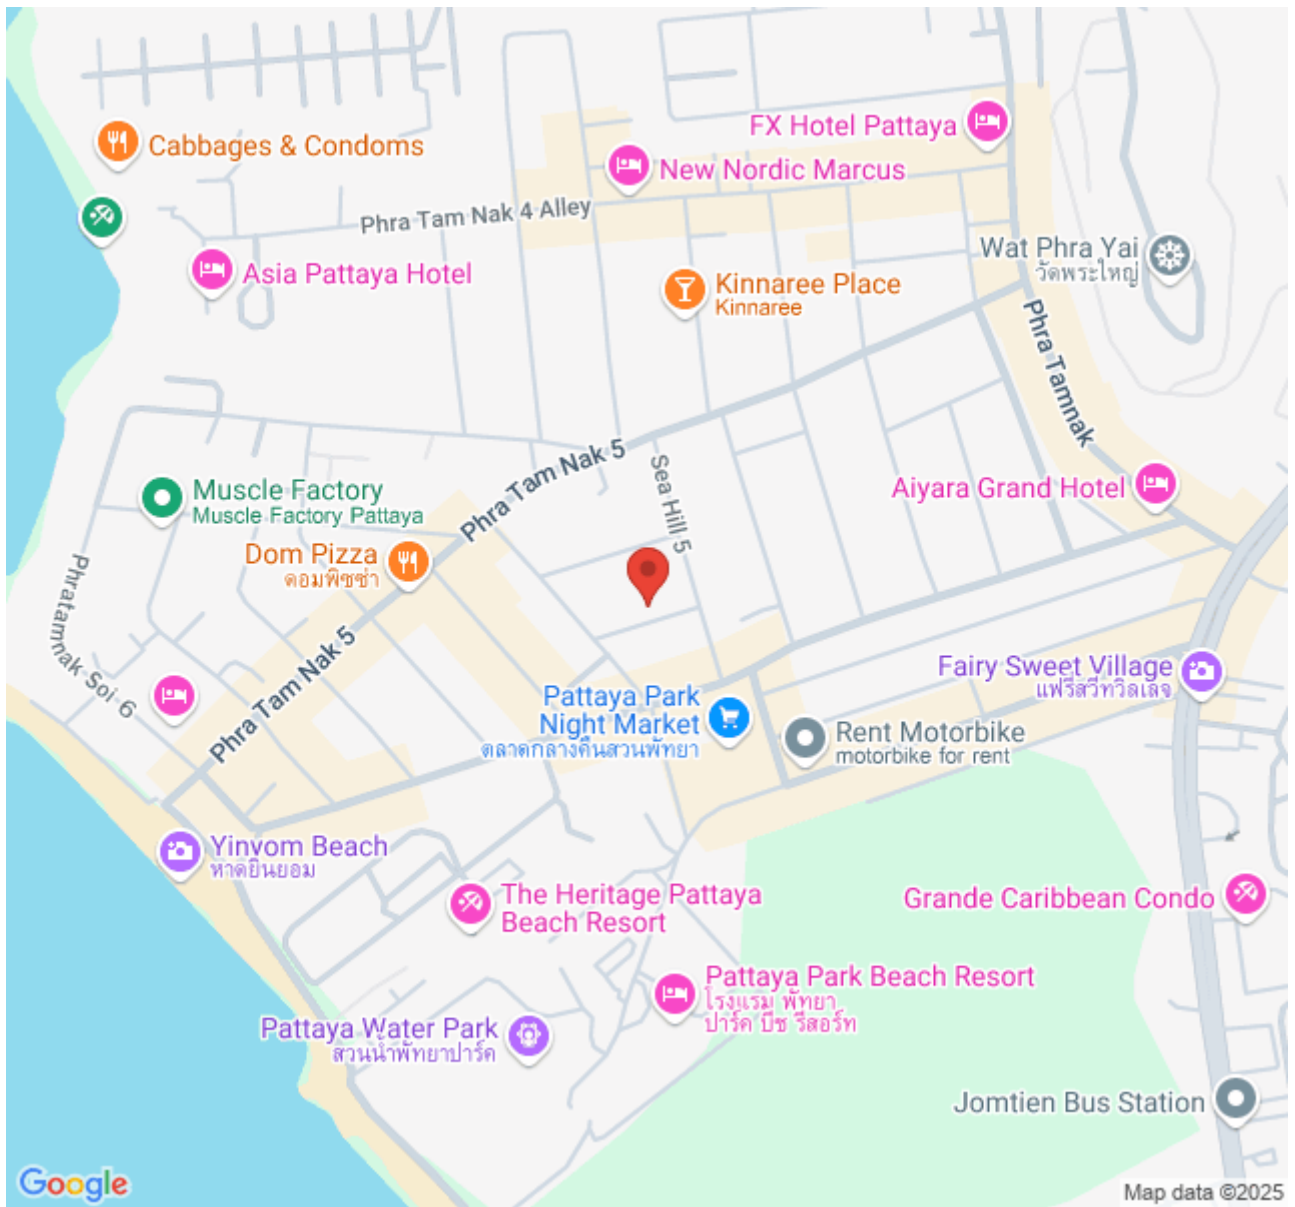 FX Hotel Pattaya
Cabbages & Condoms
New Nordic Marcus
Phra Tam Nak 4 Alley
Wat Phra Yai
วัดพระใหญ่
Asia Pattaya Hotel
Kinnaree Place
Kinnaree
Phra Tamnak
Phra Tam Nak 5
Sea Hill 5
Muscle Factory
Muscle Factory Pattaya
Aiyara Grand Hotel
Dom Pizza
ดอมพิซซ่า
Phratamnak Soi 6
Phra Tam Nak 5
Fairy Sweet Village
แฟรีสวีทวิลเลจ
Pattaya Park
Night Market
ตลาดกลางคืนสวนพัทยา
Rent Motorbike
motorbike for rent
Yinyom Beach
หาดยินยอม
The Heritage Pattaya
Beach Resort
Grande Caribbean Condo
Pattaya Park Beach Resort
โรงแรม พัทยา
ปาร์ค บีช รีสอร์ท
Pattaya Water Park
สวนน้ำพัทยาปาร์ค
Jomtien Bus Station
Google
Map data ©2025